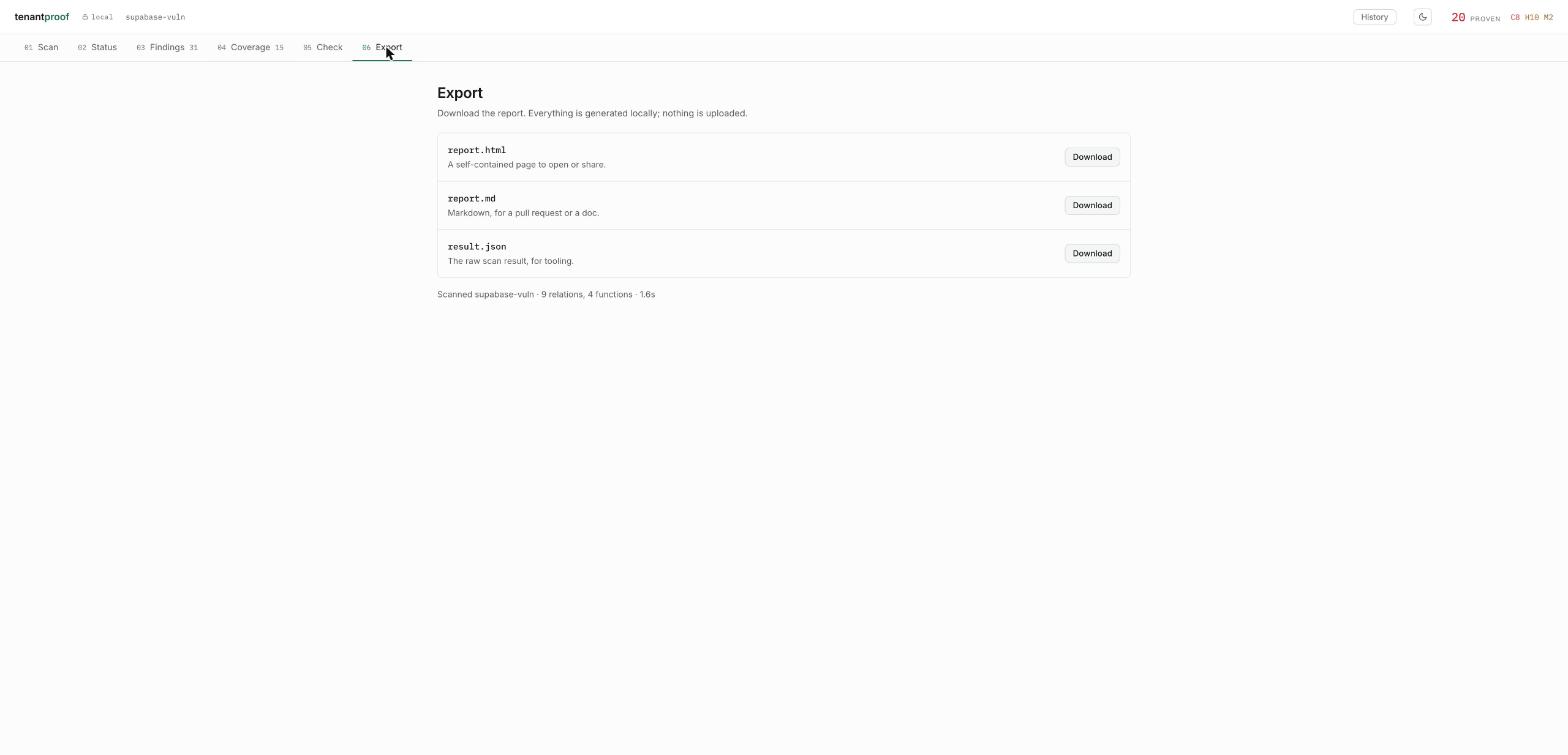 tenantproof local supabase-vuln History 20 PROVEN C8 H10 M2
01 Scan 02 Status 03 Findings 31 04 Coverage 15 05 Check 06 Export
Export
Download the report. Everything is generated locally; nothing is uploaded.
report.html
A self-contained page to open or share.
Download
report.md
Markdown, for a pull request or a doc.
Download
result.json
The raw scan result, for tooling.
Download
Scanned supabase-vuln · 9 relations, 4 functions · 1.6s